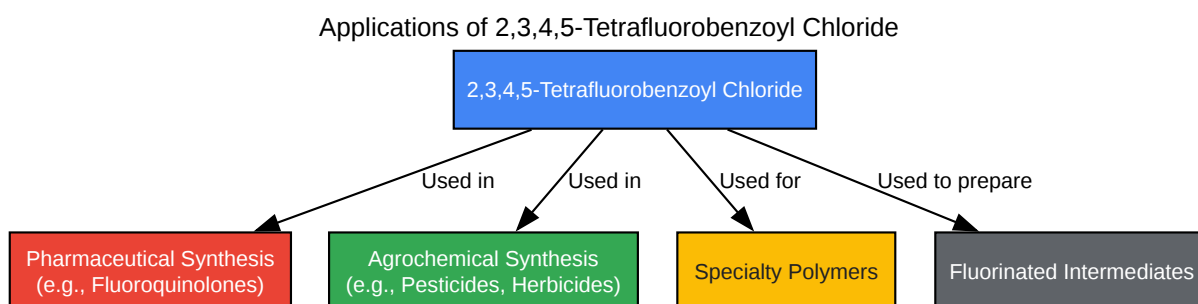 Applications of 2,3,4,5-Tetrafluorobenzoyl Chloride
2,3,4,5-Tetrafluorobenzoyl Chloride
Used in
Used in
Used for
Used to prepare
Pharmaceutical Synthesis
(e.g., Fluoroquinolones)
Agrochemical Synthesis
(e.g., Pesticides, Herbicides)
Specialty Polymers
Fluorinated Intermediates